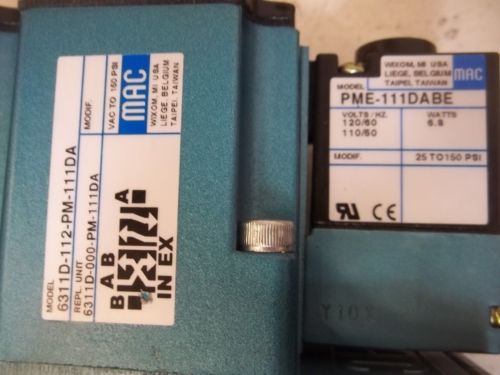 MODEL
6311D-112-PM-111DA
REPL. UNIT
6311D-000-PM-111DA
MODIF.
VAC TO 150 PSI
MAC
WIXOM, MI USA
LIEGE, BELGIUM
TAIPEI, TAIWAN
B A B
A
IN EX
WIXOM, MI USA
LIEGE, BELGIUM
TAIPEI, TAIWAN
MAC
MODEL
PME-111DABE
VOLTS / HZ. WATTS
120/60 6.8
110/50
MODIF. 25 TO 150 PSI
CE